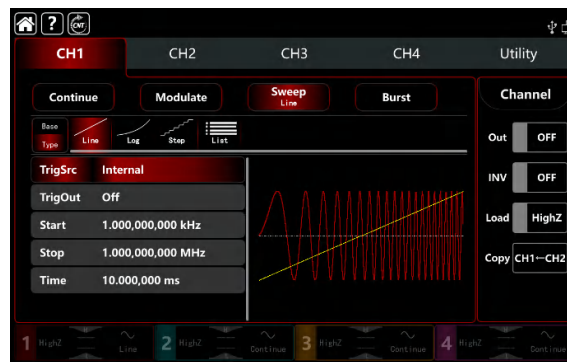 ? CNT
CH1 CH2 CH3 CH4 Utility
Continue Modulate Sweep Burst Channel
Line
Base
Type Line Log Step List
Out OFF
TrigSrc Internal
INV OFF
TrigOut Off
Start 1.000,000,000 kHz
Load HighZ
Stop 1.000,000,000 MHz
Copy CH1←CH2
Time 10.000,000 ms
1 HighZ Line 2 HighZ Continue 3 HighZ Continue 4 HighZ Continue